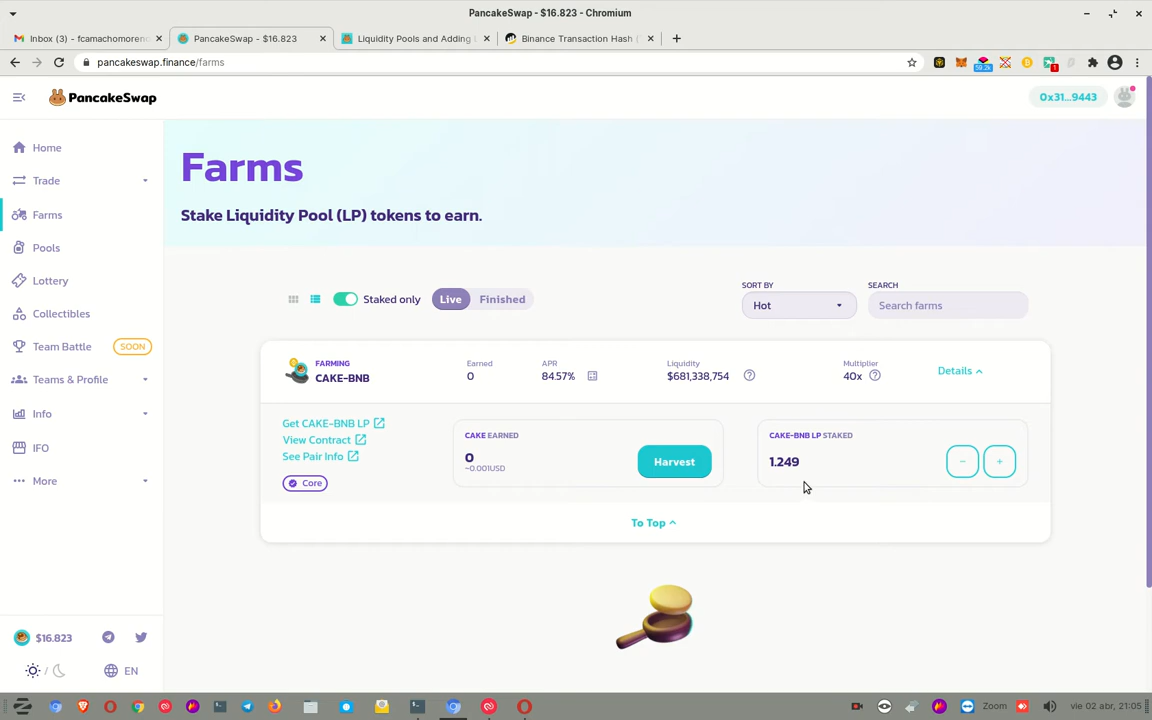 PancakeSwap - $16.823 - Chromium
Inbox (3) - fcamachomoreno
PancakeSwap - $16.823
Liquidity Pools and Adding L
Binance Transaction Hash (T
pancakeswap.finance/farms
1
PancakeSwap
0x31...9443
Home
Trade
Farms
Pools
Lottery
Collectibles
Team Battle
SOON
Teams & Profile
Info
IFO
More
$16.823
EN
Farms
Stake Liquidity Pool (LP) tokens to earn.
Staked only
Live
Finished
SORT BY
Hot
SEARCH
Search farms
FARMING
CAKE-BNB
Earned
0
APR
84.57%
Liquidity
$681,338,754
Multiplier
40x
Details
Get CAKE-BNB LP
View Contract
See Pair Info
Core
CAKE EARNED
0
~0.001USD
Harvest
CAKE-BNB LP STAKED
1.249
To Top
Zoom
vie 02 abr, 21:05